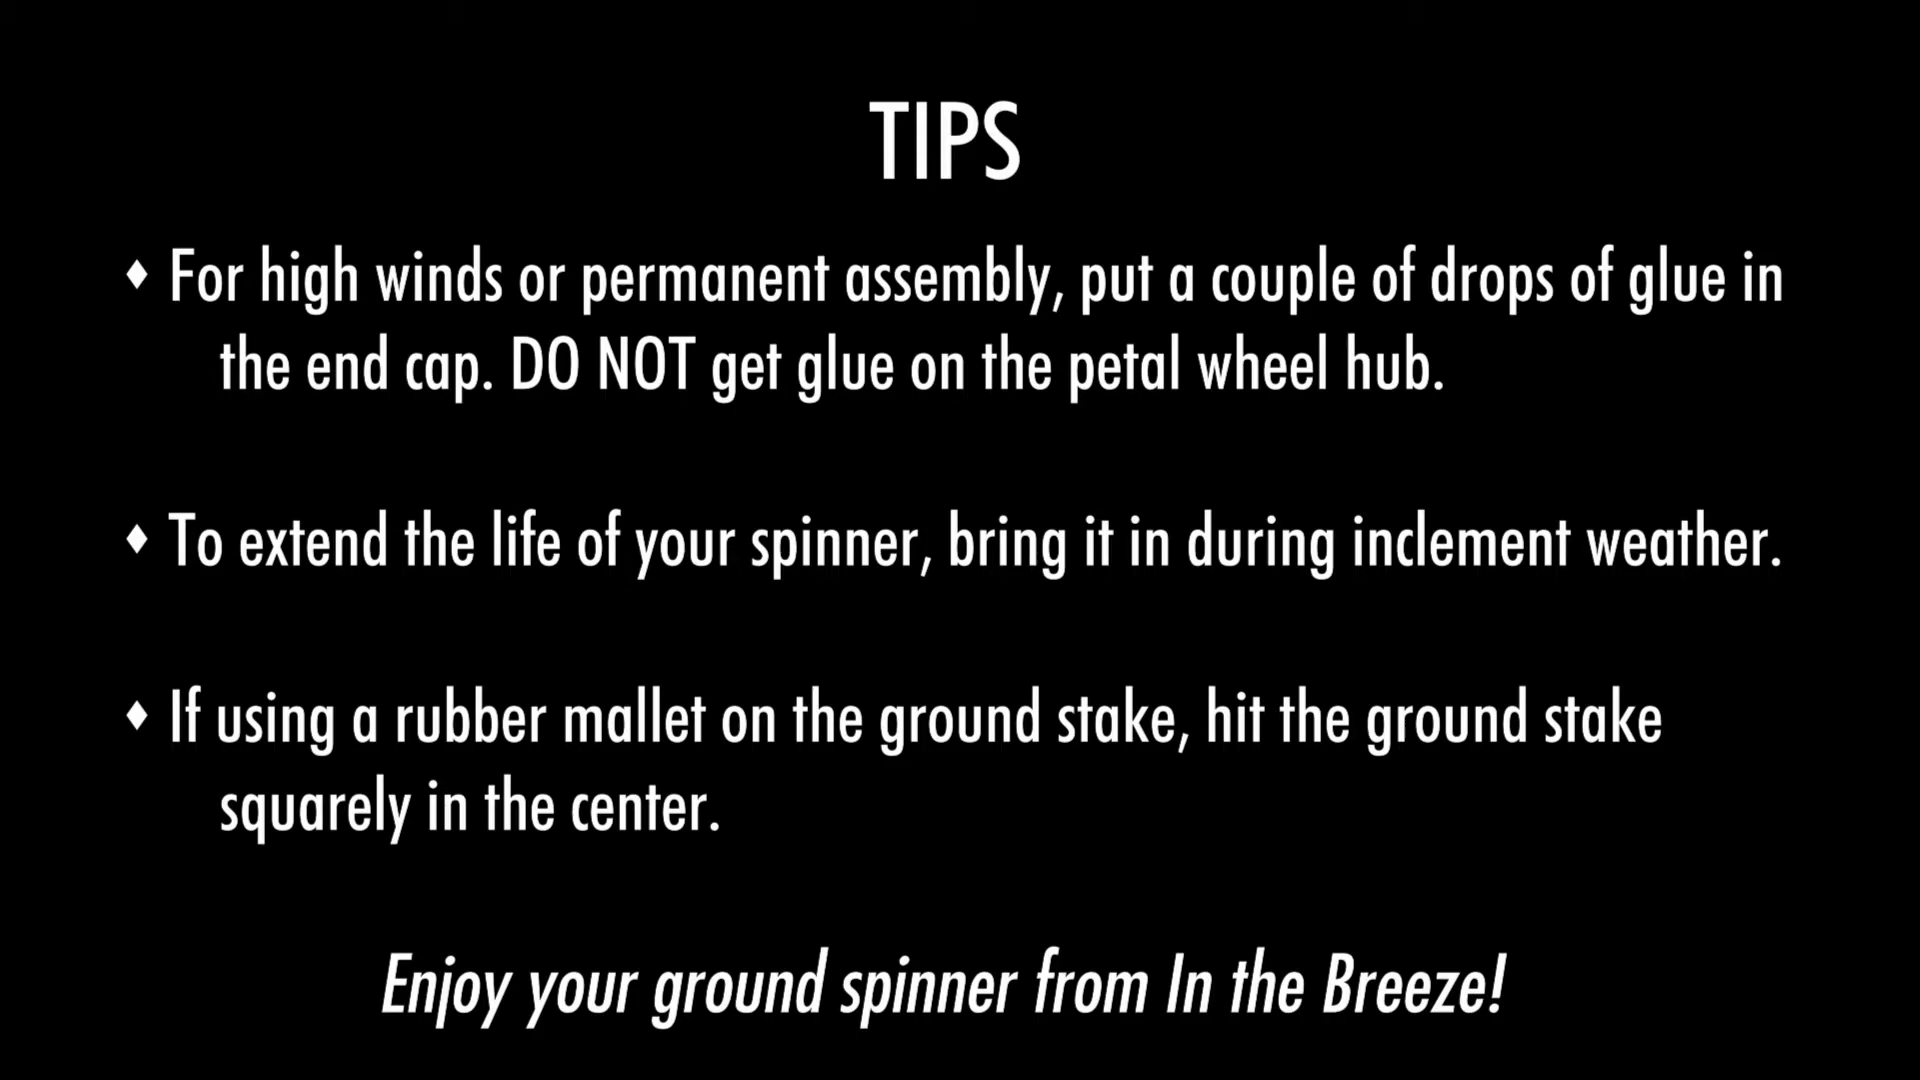 TIPS
♦ For high winds or permanent assembly, put a couple of drops of glue in
the end cap. DO NOT get glue on the petal wheel hub.
♦ To extend the life of your spinner, bring it in during inclement weather.
♦ If using a rubber mallet on the ground stake, hit the ground stake
squarely in the center.
Enjoy your ground spinner from In the Breeze!